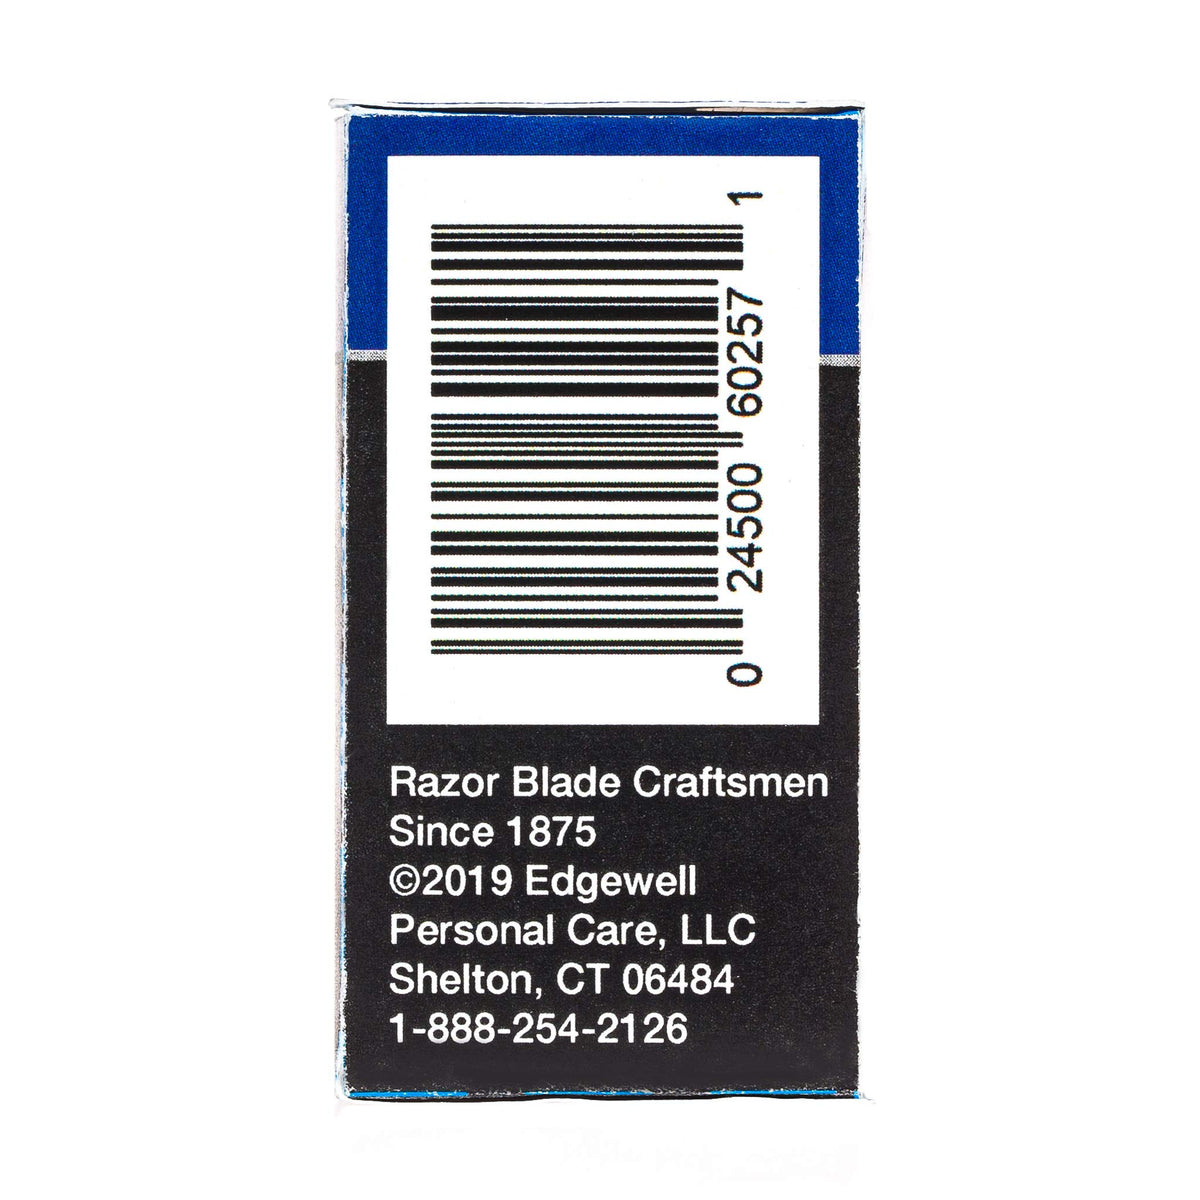 0 24500 60257 1
Razor Blade Craftsmen
Since 1875
©2019 Edgewell
Personal Care, LLC
Shelton, CT 06484
1-888-254-2126